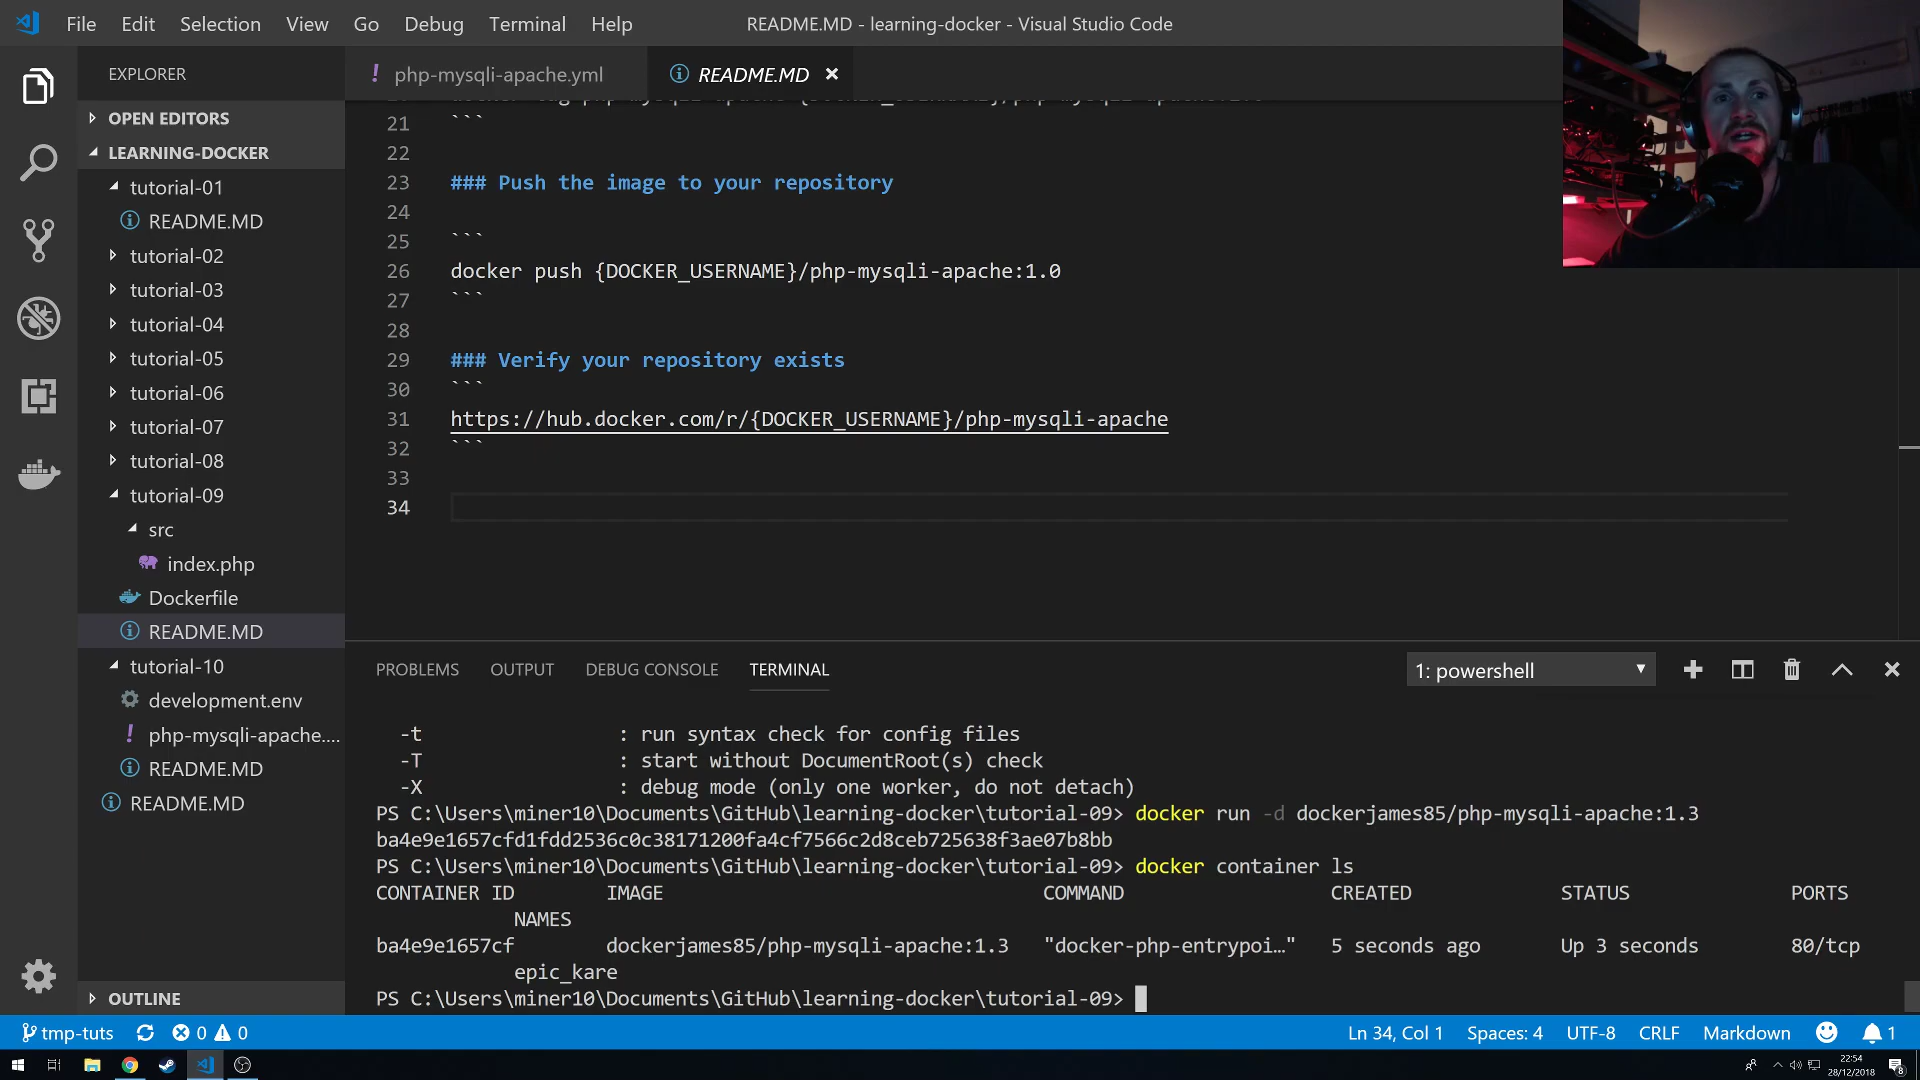 File Edit Selection View Go Debug Terminal Help
README.MD - learning-docker - Visual Studio Code
EXPLORER
OPEN EDITORS
LEARNING-DOCKER
tutorial-01
README.MD
tutorial-02
tutorial-03
tutorial-04
tutorial-05
tutorial-06
tutorial-07
tutorial-08
tutorial-09
src
index.php
Dockerfile
README.MD
tutorial-10
development.env
php-mysqli-apache....
README.MD
README.MD
OUTLINE
php-mysqli-apache.yml
README.MD
21 ```
22
23 ### Push the image to your repository
24
25 ```
26 docker push {DOCKER_USERNAME}/php-mysqli-apache:1.0
27 ```
28
29 ### Verify your repository exists
30 ```
31 https://hub.docker.com/r/{DOCKER_USERNAME}/php-mysqli-apache
32 ```
33
34
PROBLEMS OUTPUT DEBUG CONSOLE TERMINAL 1: powershell
-t : run syntax check for config files
-T : start without DocumentRoot(s) check
-X : debug mode (only one worker, do not detach)
PS C:\Users\miner10\Documents\GitHub\learning-docker\tutorial-09> docker run -d dockerjames85/php-mysqli-apache:1.3
ba4e9e1657cfd1fdd2536c0c38171200fa4cf7566c2d8ceb725638f3ae07b8bb
PS C:\Users\miner10\Documents\GitHub\learning-docker\tutorial-09> docker container ls
CONTAINER ID IMAGE COMMAND CREATED STATUS PORTS
NAMES
ba4e9e1657cf dockerjames85/php-mysqli-apache:1.3 "docker-php-entrypoi…" 5 seconds ago Up 3 seconds 80/tcp
epic_kare
PS C:\Users\miner10\Documents\GitHub\learning-docker\tutorial-09>
tmp-tuts 0 0 Ln 34, Col 1 Spaces: 4 UTF-8 CRLF Markdown 1
22:54
28/12/2018
8